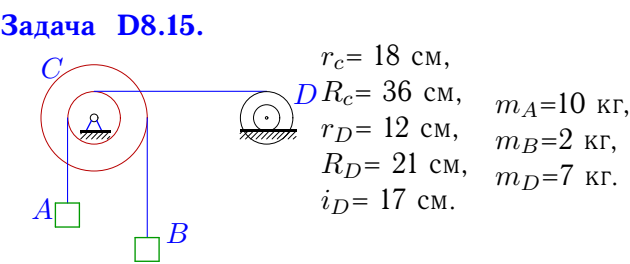 Задача D8.15.
C
D
A
B
r_c= 18 см,
R_c= 36 см,
r_D= 12 см,
R_D= 21 см,
i_D= 17 см.
m_A=10 кг,
m_B=2 кг,
m_D=7 кг.